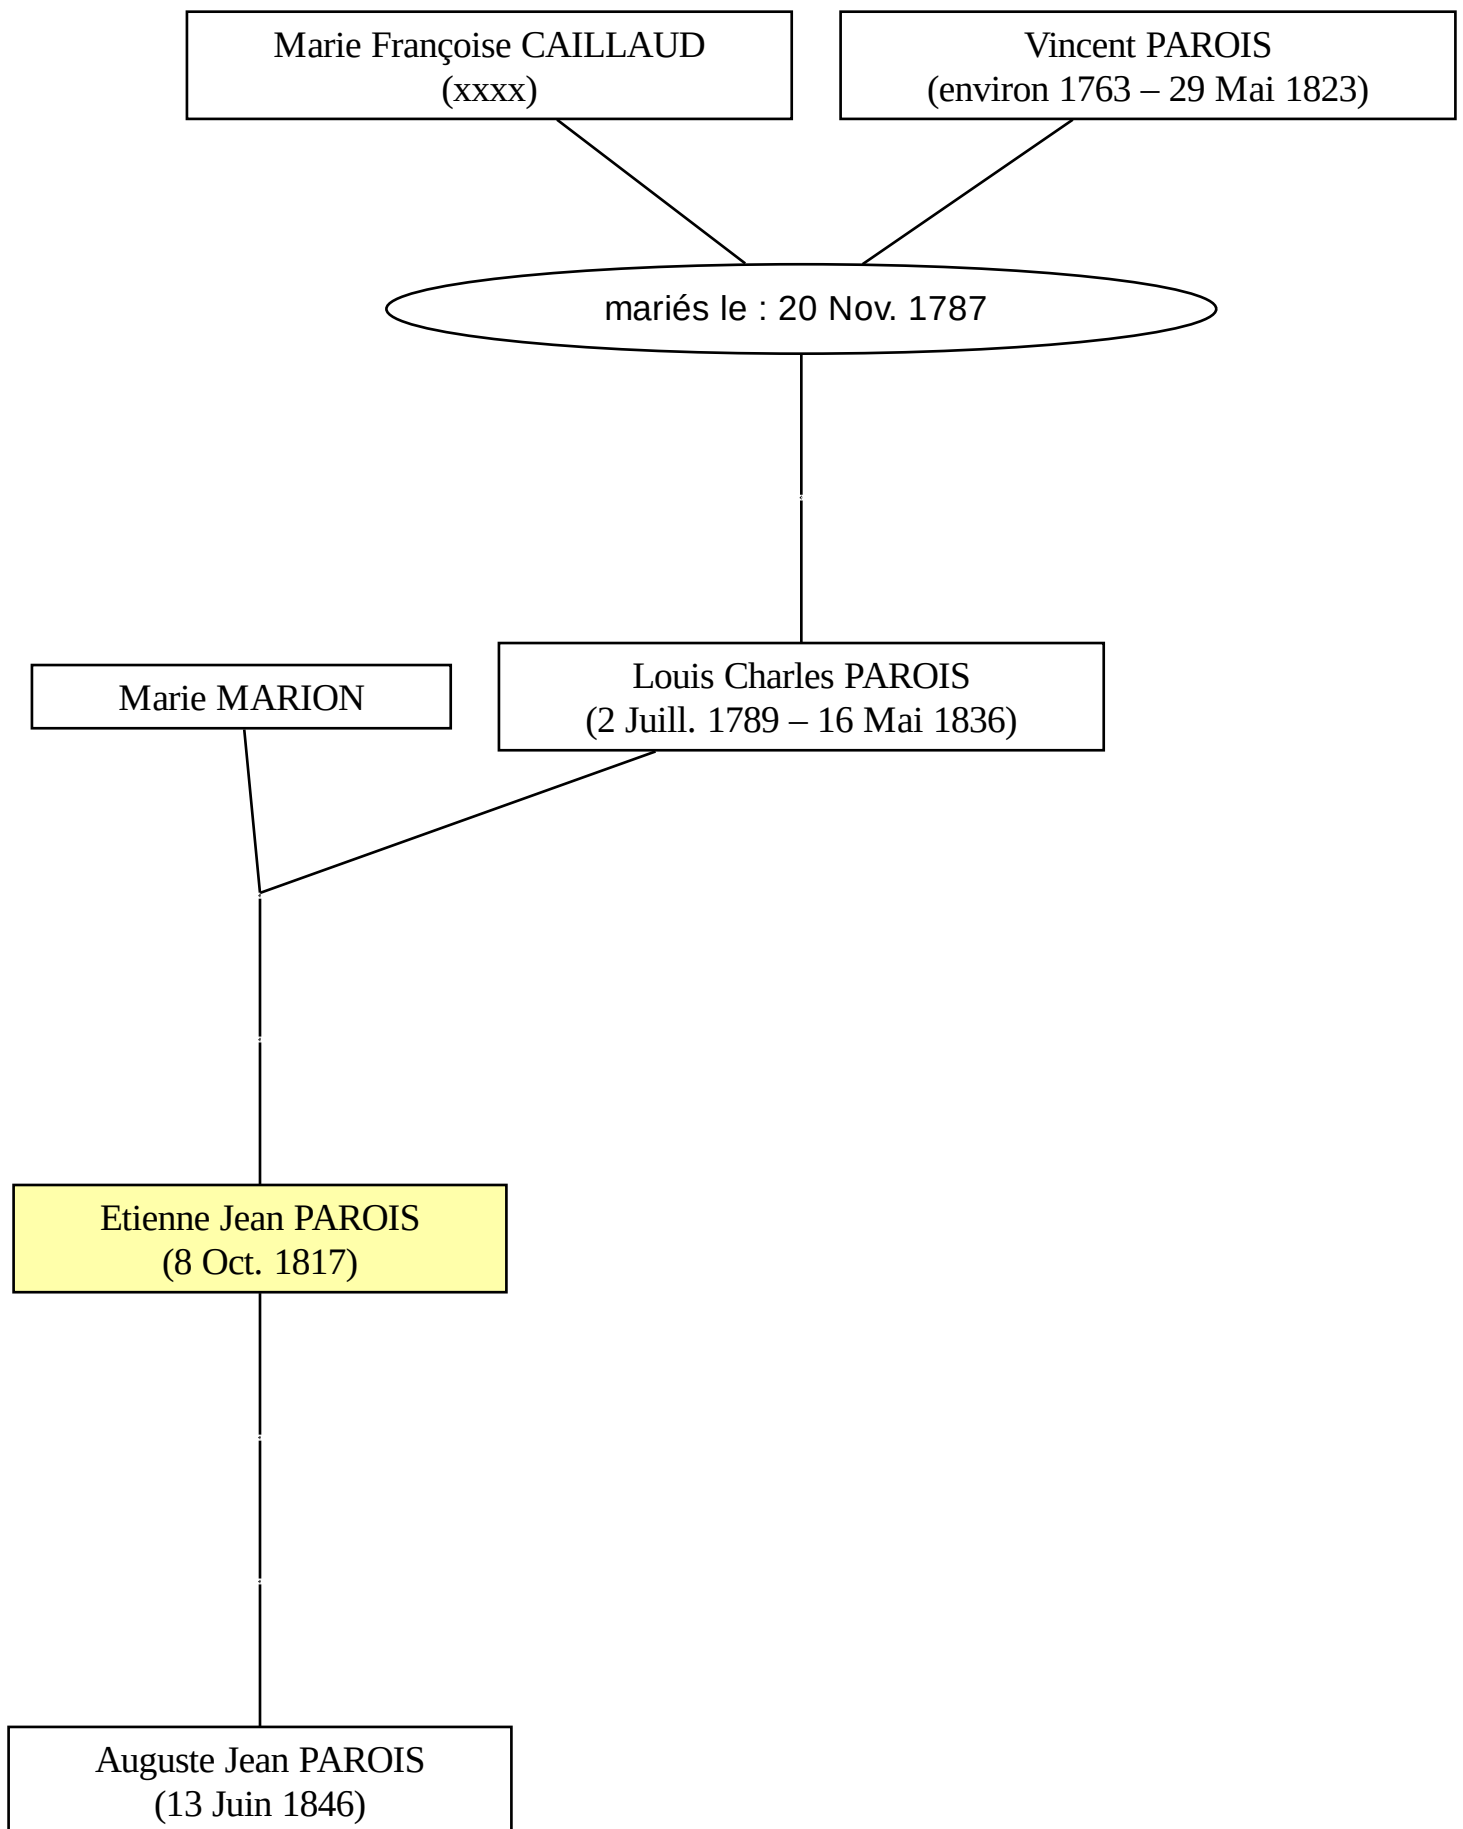 Marie Françoise CAILLAUD
(xxxx)
Vincent PAROIS
(environ 1763 – 29 Mai 1823)
mariés le : 20 Nov. 1787
Marie MARION
Louis Charles PAROIS
(2 Juill. 1789 – 16 Mai 1836)
Etienne Jean PAROIS
(8 Oct. 1817)
Auguste Jean PAROIS
(13 Juin 1846)